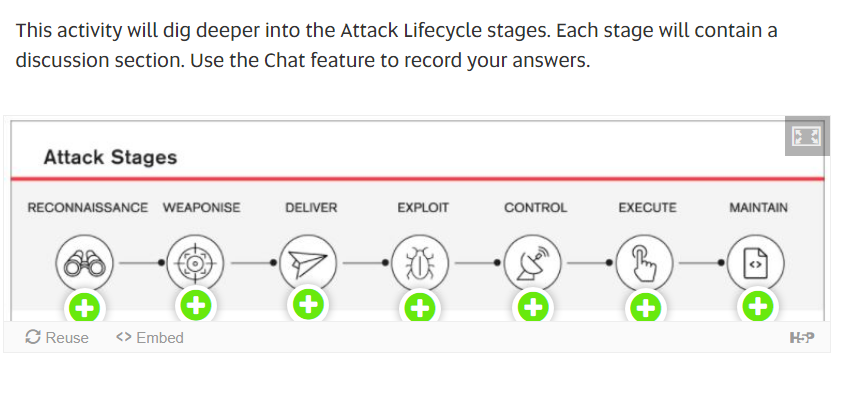 This activity will dig deeper into the Attack Lifecycle stages. Each stage will contain a
discussion section. Use the Chat feature to record your answers.
Attack Stages
RECONNAISSANCE WEAPONISE DELIVER EXPLOIT CONTROL EXECUTE MAINTAIN
Reuse <> Embed H5P